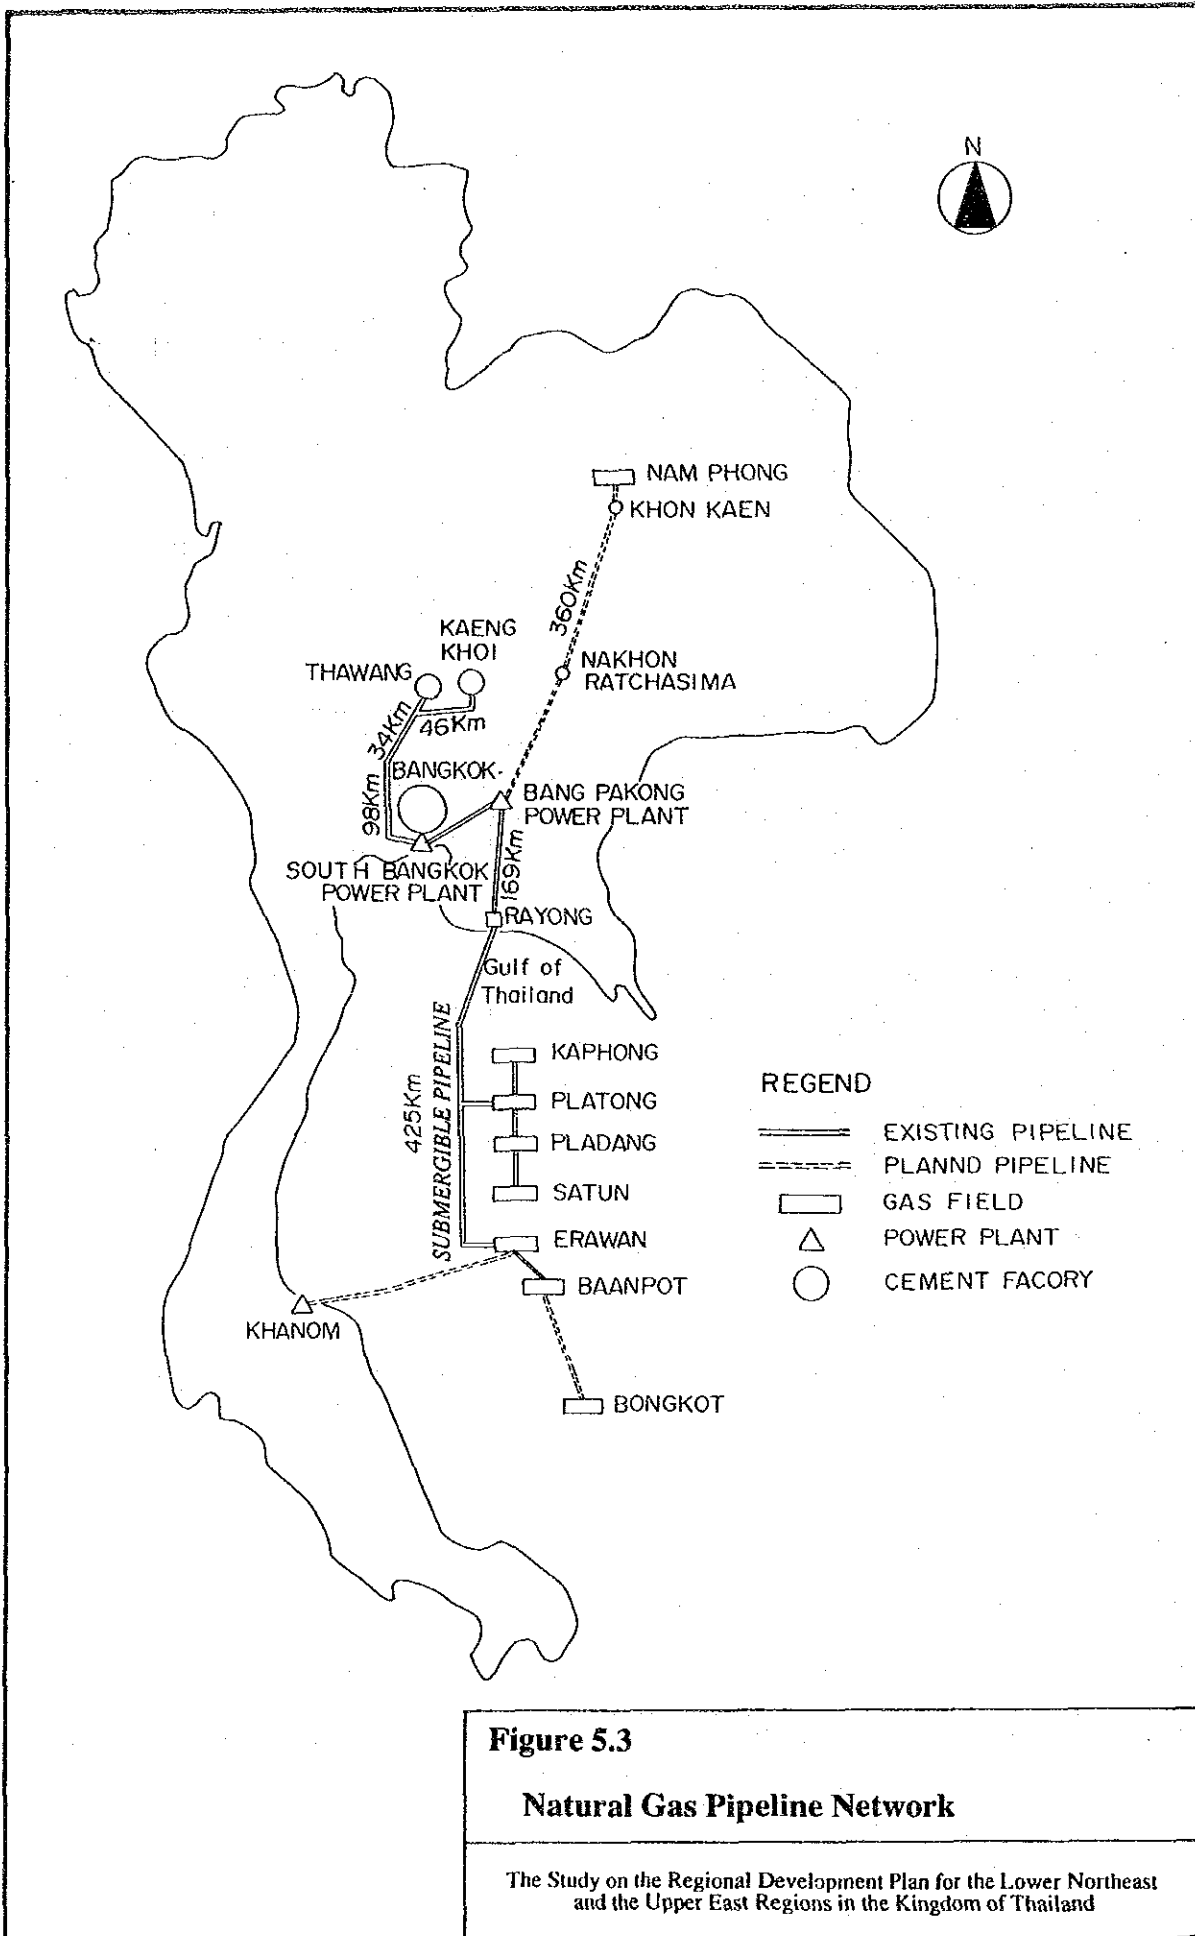 N
NAM PHONG
KHON KAEN
360Km
KAENG
KHOI
THAWANG
NAKHON
RATCHASIMA
34Km
46Km
BANGKOK
98Km
BANG PAKONG
POWER PLANT
SOUTH BANGKOK
POWER PLANT
169Km
RAYONG
Gulf of
Thailand
SUBMERGIBLE PIPELINE
425Km
KAPHONG
PLATONG
PLADANG
SATUN
ERAWAN
BAANPOT
KHANOM
BONGKOT
REGEND
EXISTING PIPELINE
PLANND PIPELINE
GAS FIELD
POWER PLANT
CEMENT FACORY
Figure 5.3
Natural Gas Pipeline Network
The Study on the Regional Development Plan for the Lower Northeast
and the Upper East Regions in the Kingdom of Thailand